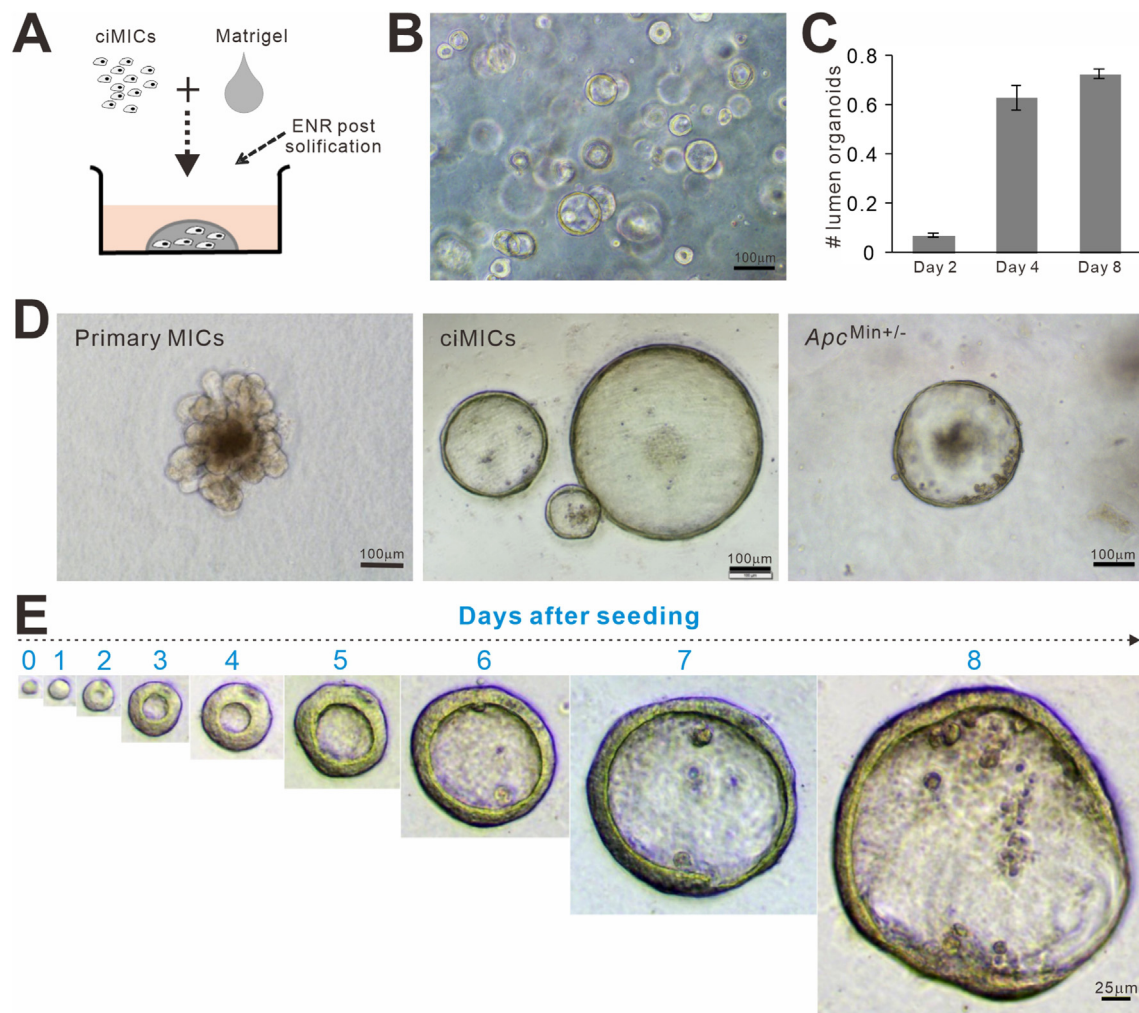 A
ciMICs
Matrigel
+
ENR post
solification
B
100μm
C
# lumen organoids
0.8
0.6
0.4
0.2
0
Day 2
Day 4
Day 8
D
Primary MICs
100μm
ciMICs
100μm
Apc^Min+/-
100μm
E
Days after seeding
0 1 2 3 4 5 6 7 8
25μm